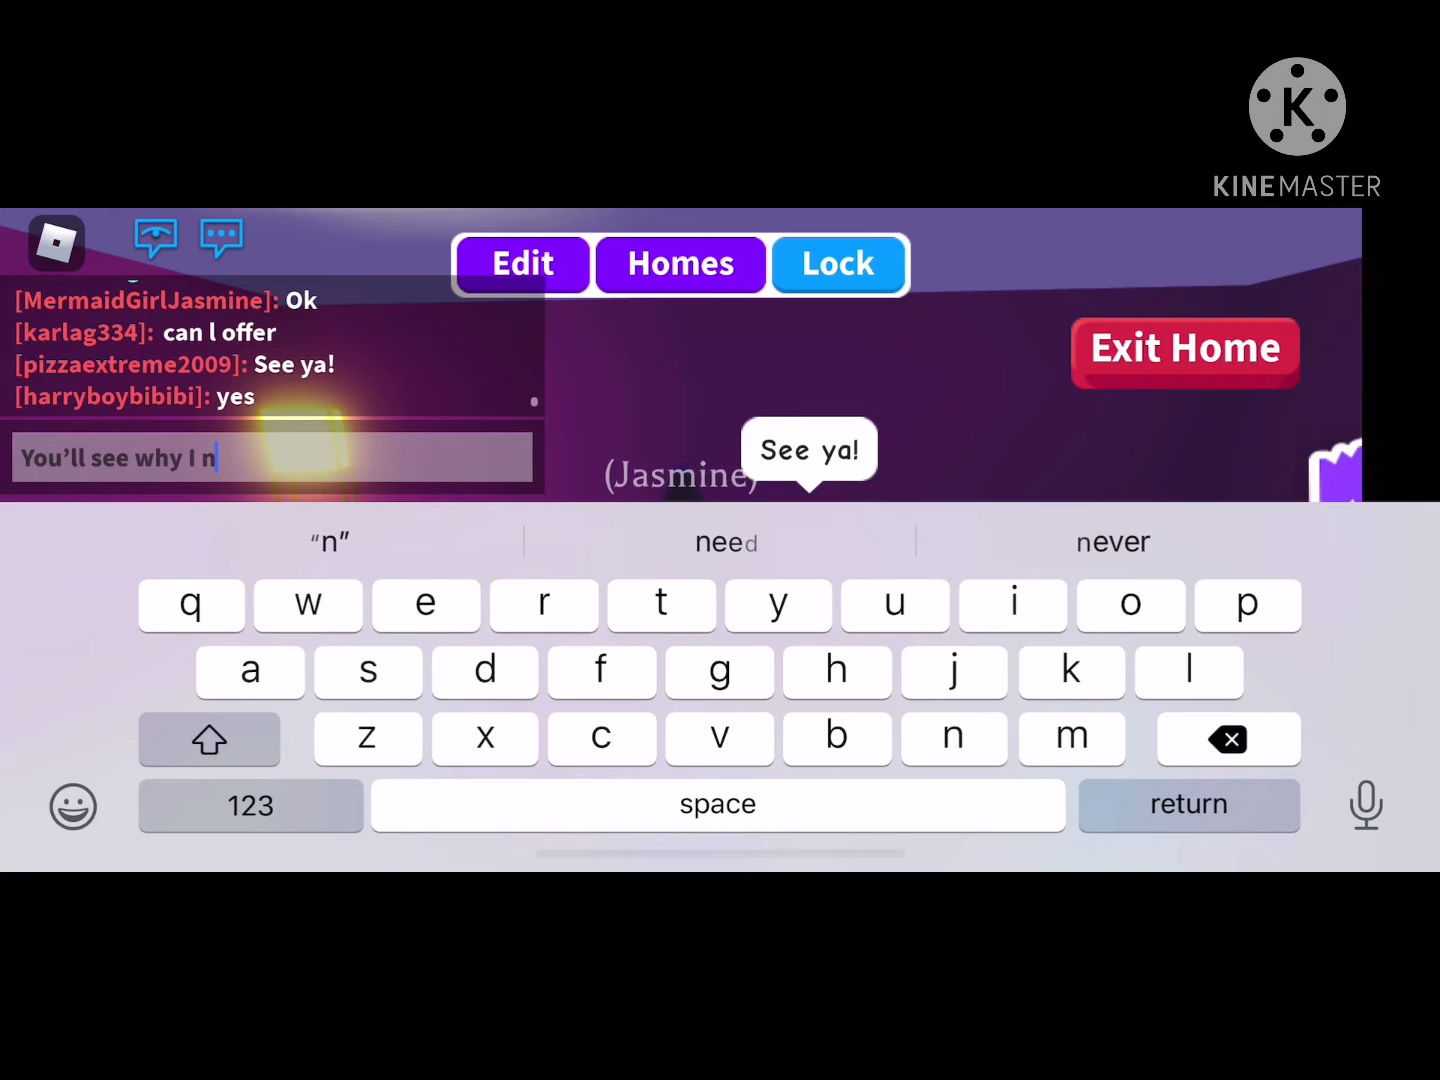 KINEMASTER
Edit Homes Lock
[MermaidGirlJasmine]: Ok
[karlag334]: can l offer
[pizzaextreme2009]: See ya!
[harryboybibibi]: yes
Exit Home
You’ll see why I n
See ya!
(Jasmine)
“n” need never
q w e r t y u i o p
a s d f g h j k l
z x c v b n m
123 space return